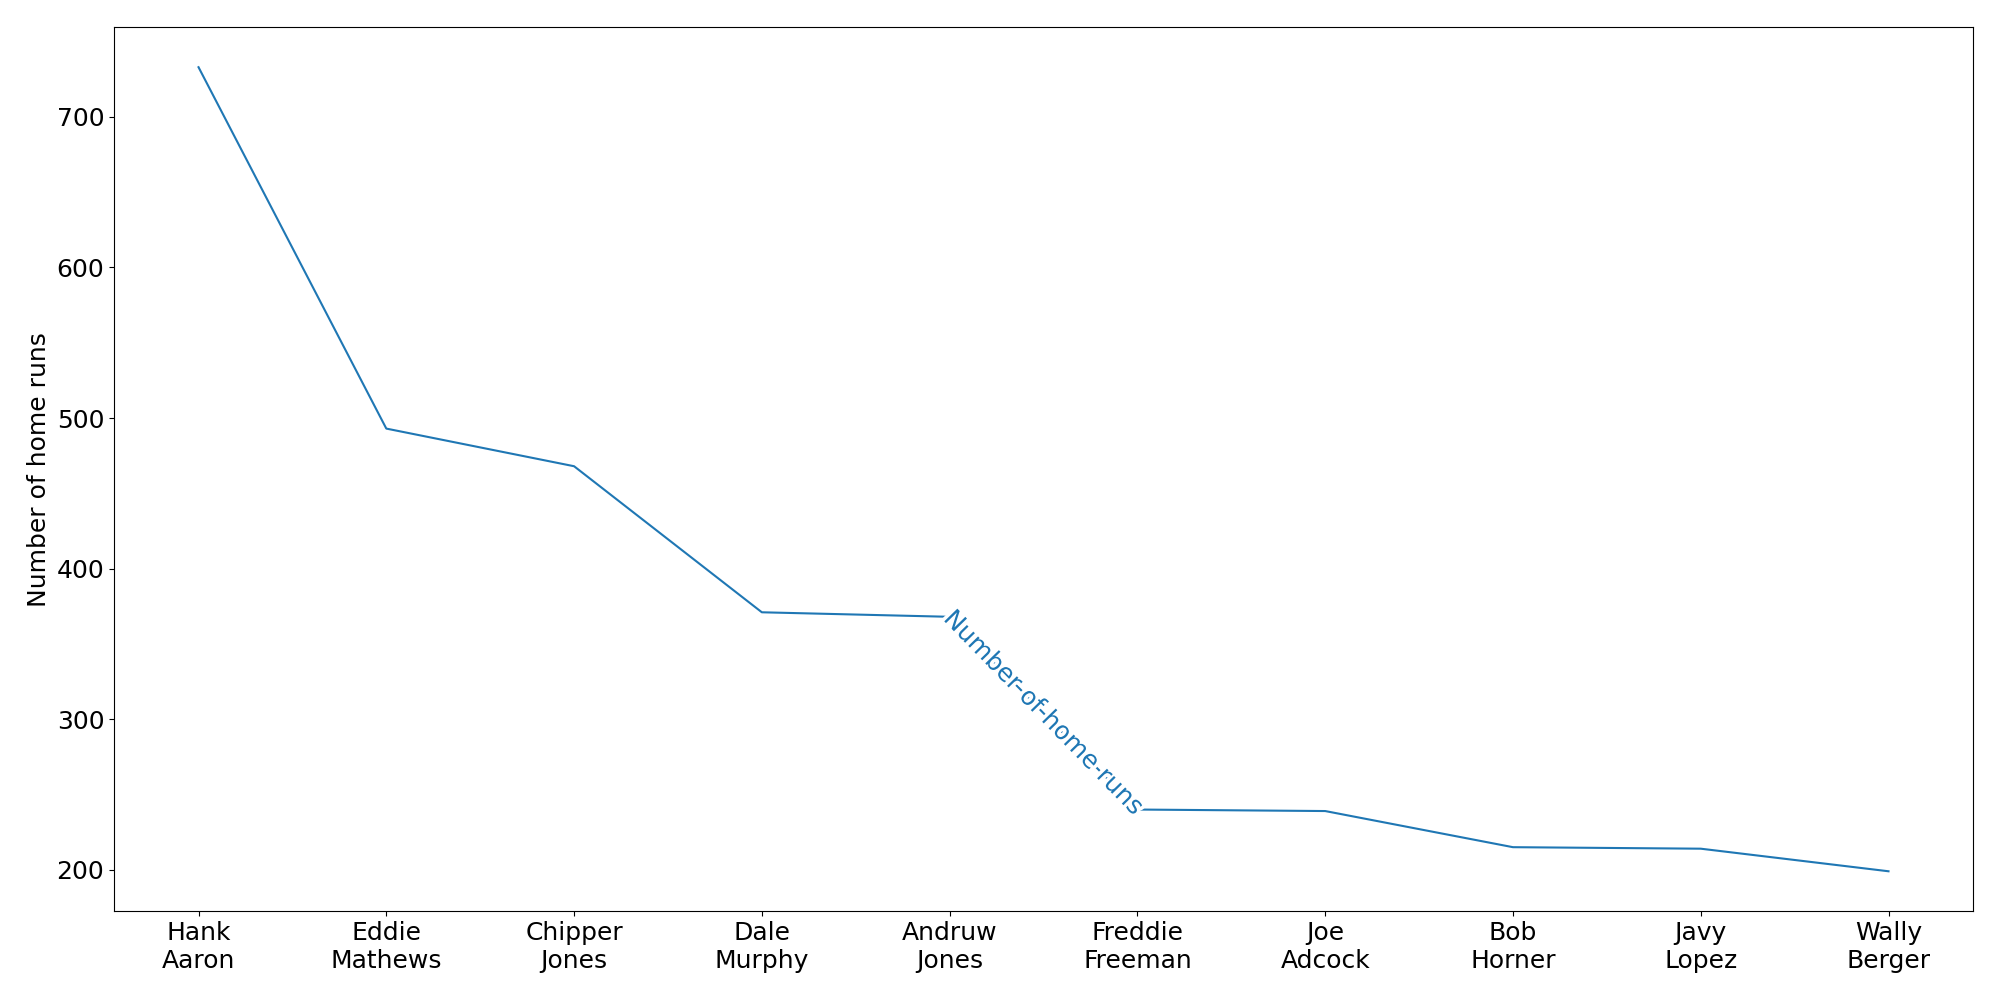 Number of home runs
700
600
500
400
300
200
Number-of-home-runs
Hank
Aaron
Eddie
Mathews
Chipper
Jones
Dale
Murphy
Andruw
Jones
Freddie
Freeman
Joe
Adcock
Bob
Horner
Javy
Lopez
Wally
Berger